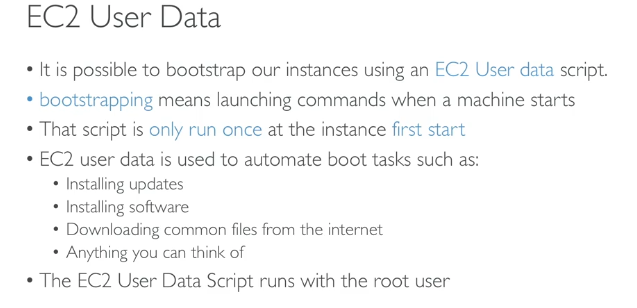 EC2 User Data
• It is possible to bootstrap our instances using an EC2 User data script.
• bootstrapping means launching commands when a machine starts
• That script is only run once at the instance first start
• EC2 user data is used to automate boot tasks such as:
• Installing updates
• Installing software
• Downloading common files from the internet
• Anything you can think of
• The EC2 User Data Script runs with the root user